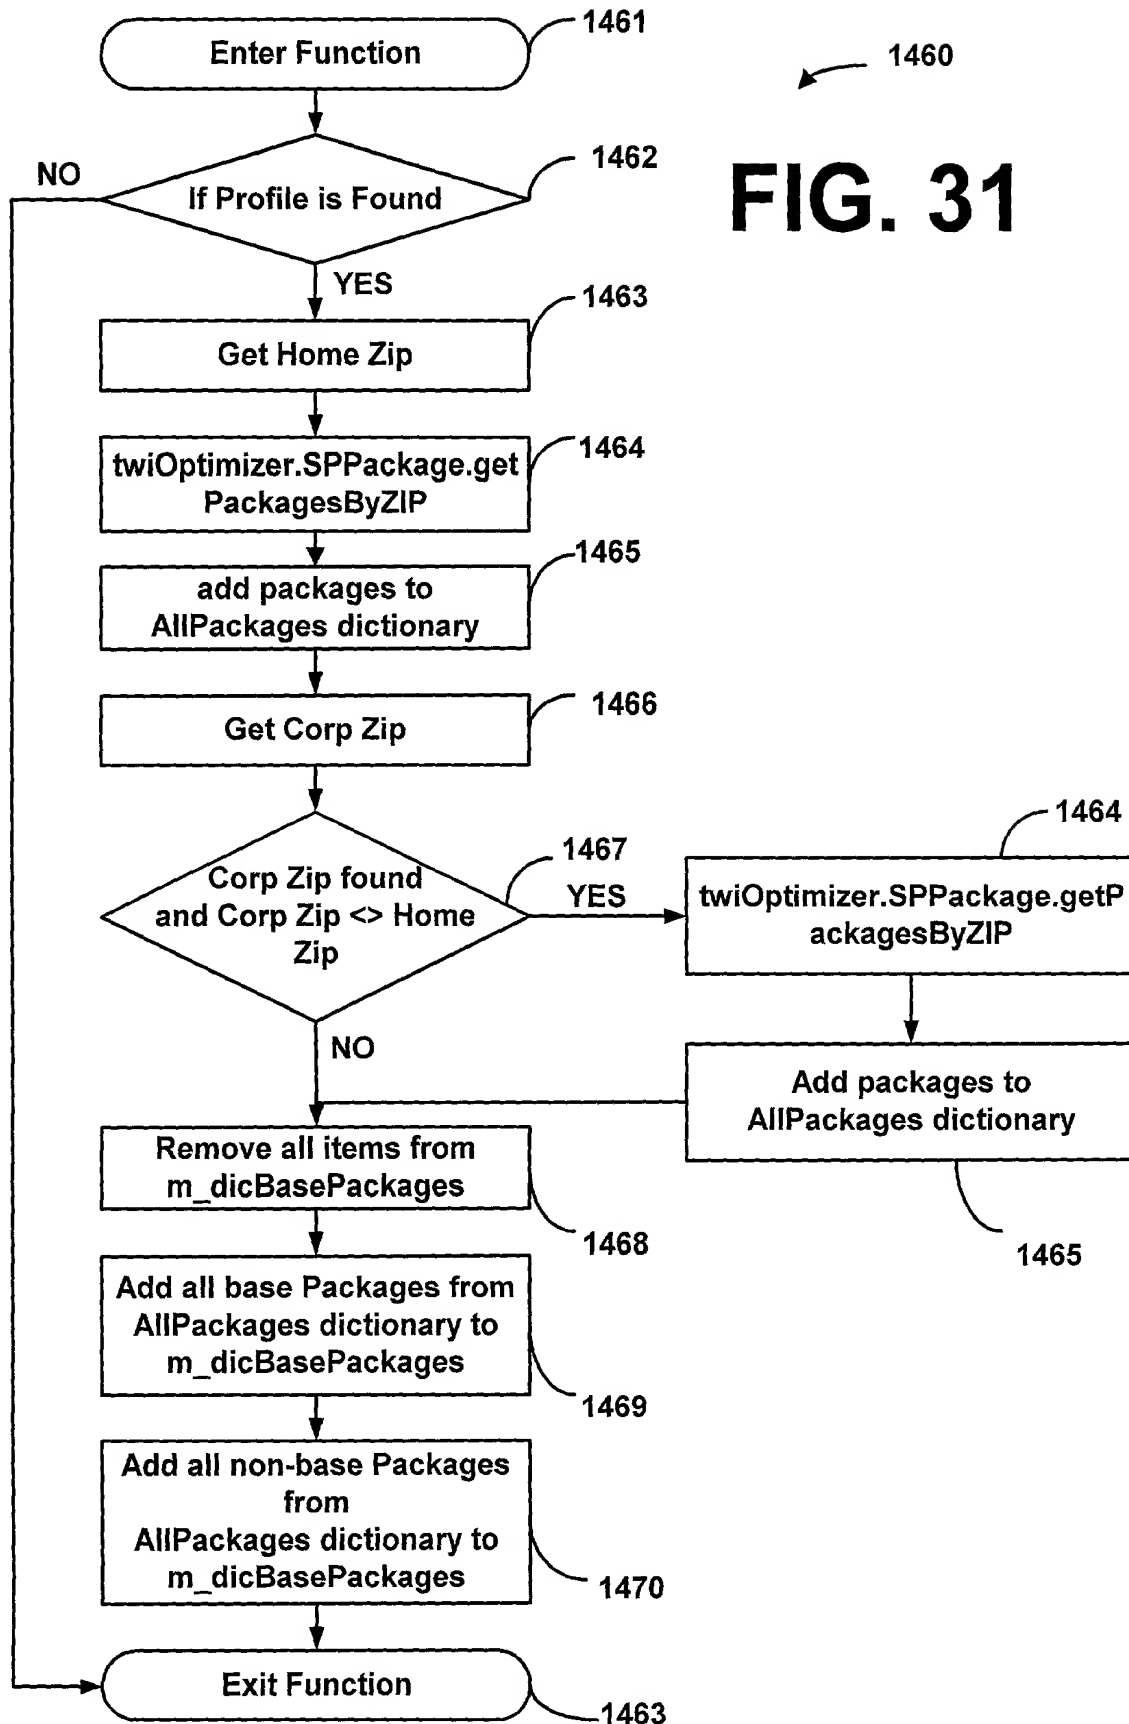 Enter Function
1461
1460
FIG. 31
If Profile is Found
1462
NO
YES
Get Home Zip
1463
twiOptimizer.SPPackage.get
PackagesByZIP
1464
add packages to
AllPackages dictionary
1465
Get Corp Zip
1466
Corp Zip found
and Corp Zip <> Home
Zip
1467
YES
twiOptimizer.SPPackage.getP
ackagesByZIP
1464
NO
Add packages to
AllPackages dictionary
1465
Remove all items from
m_dicBasePackages
1468
Add all base Packages from
AllPackages dictionary to
m_dicBasePackages
1469
Add all non-base Packages
from
AllPackages dictionary to
m_dicBasePackages
1470
Exit Function
1463